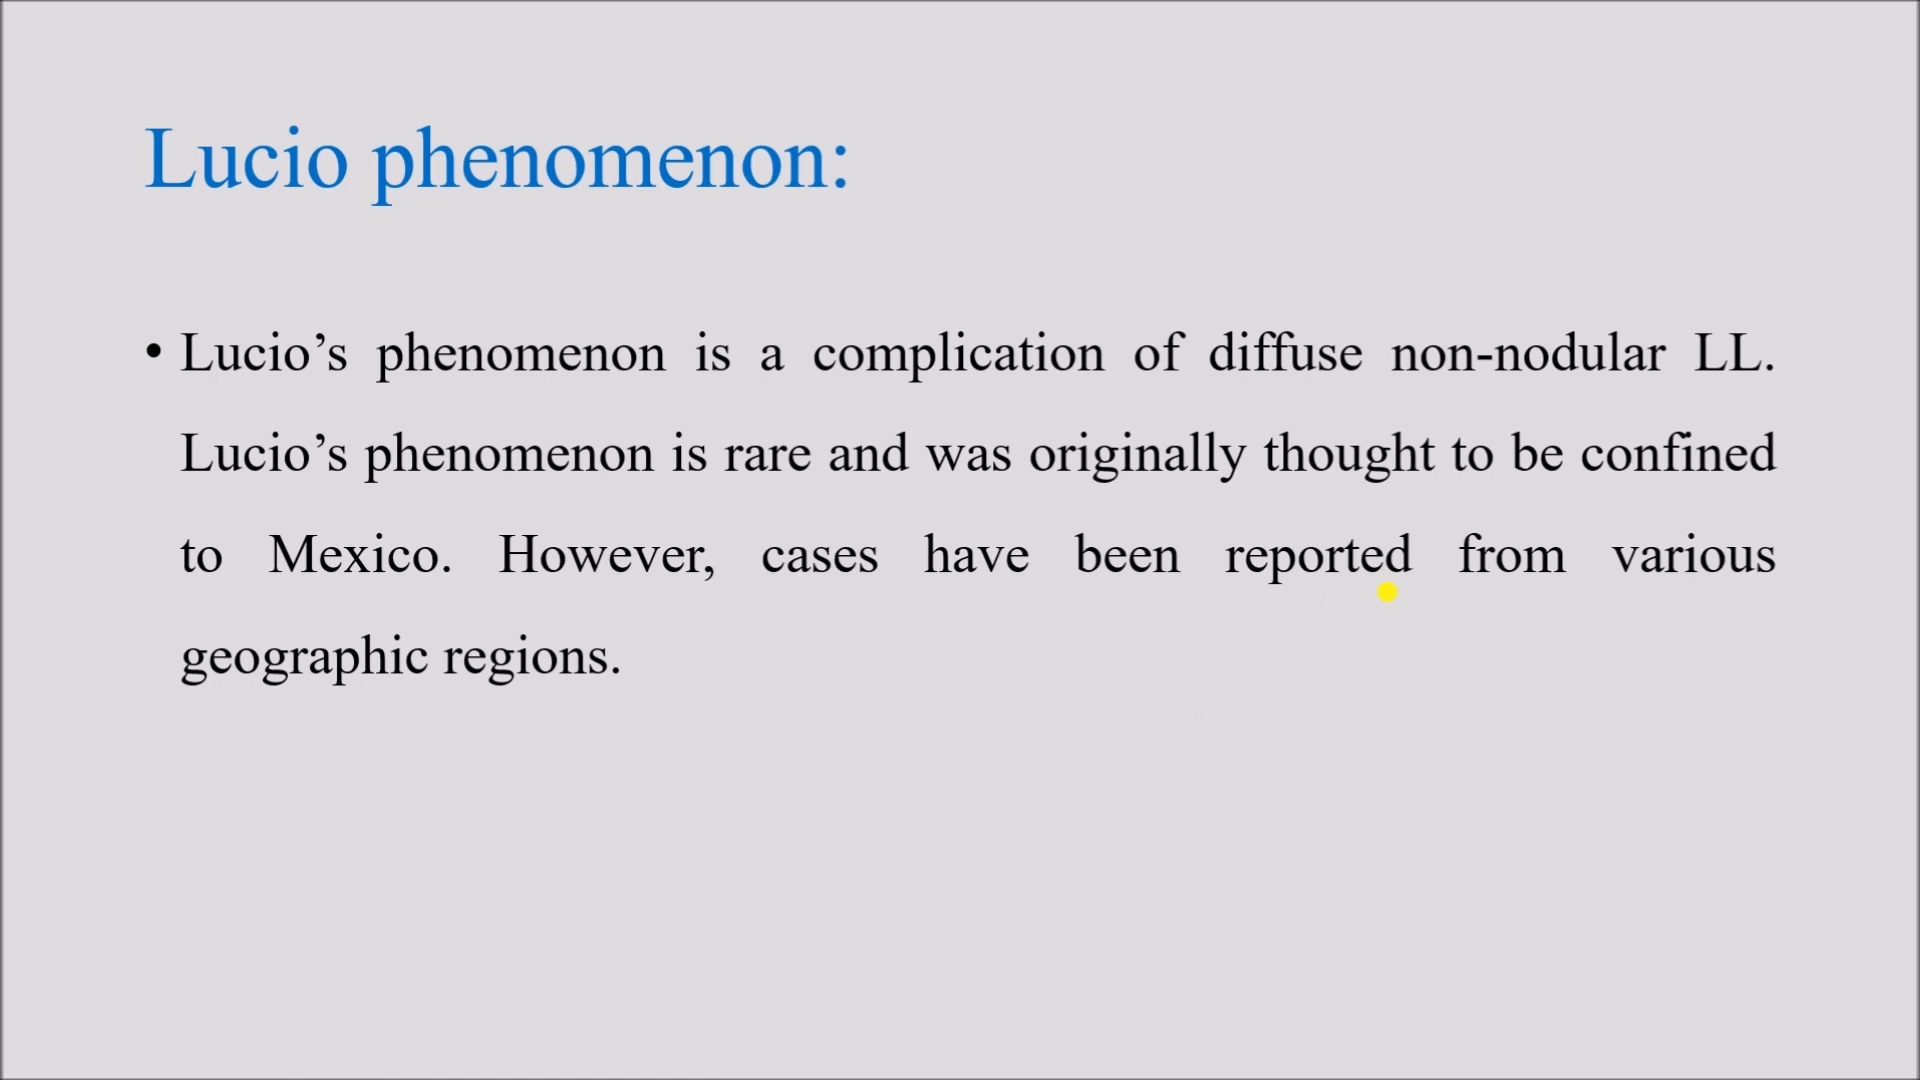 Lucio phenomenon:
• Lucio’s phenomenon is a complication of diffuse non-nodular LL.
Lucio’s phenomenon is rare and was originally thought to be confined
to Mexico. However, cases have been reported from various
geographic regions.